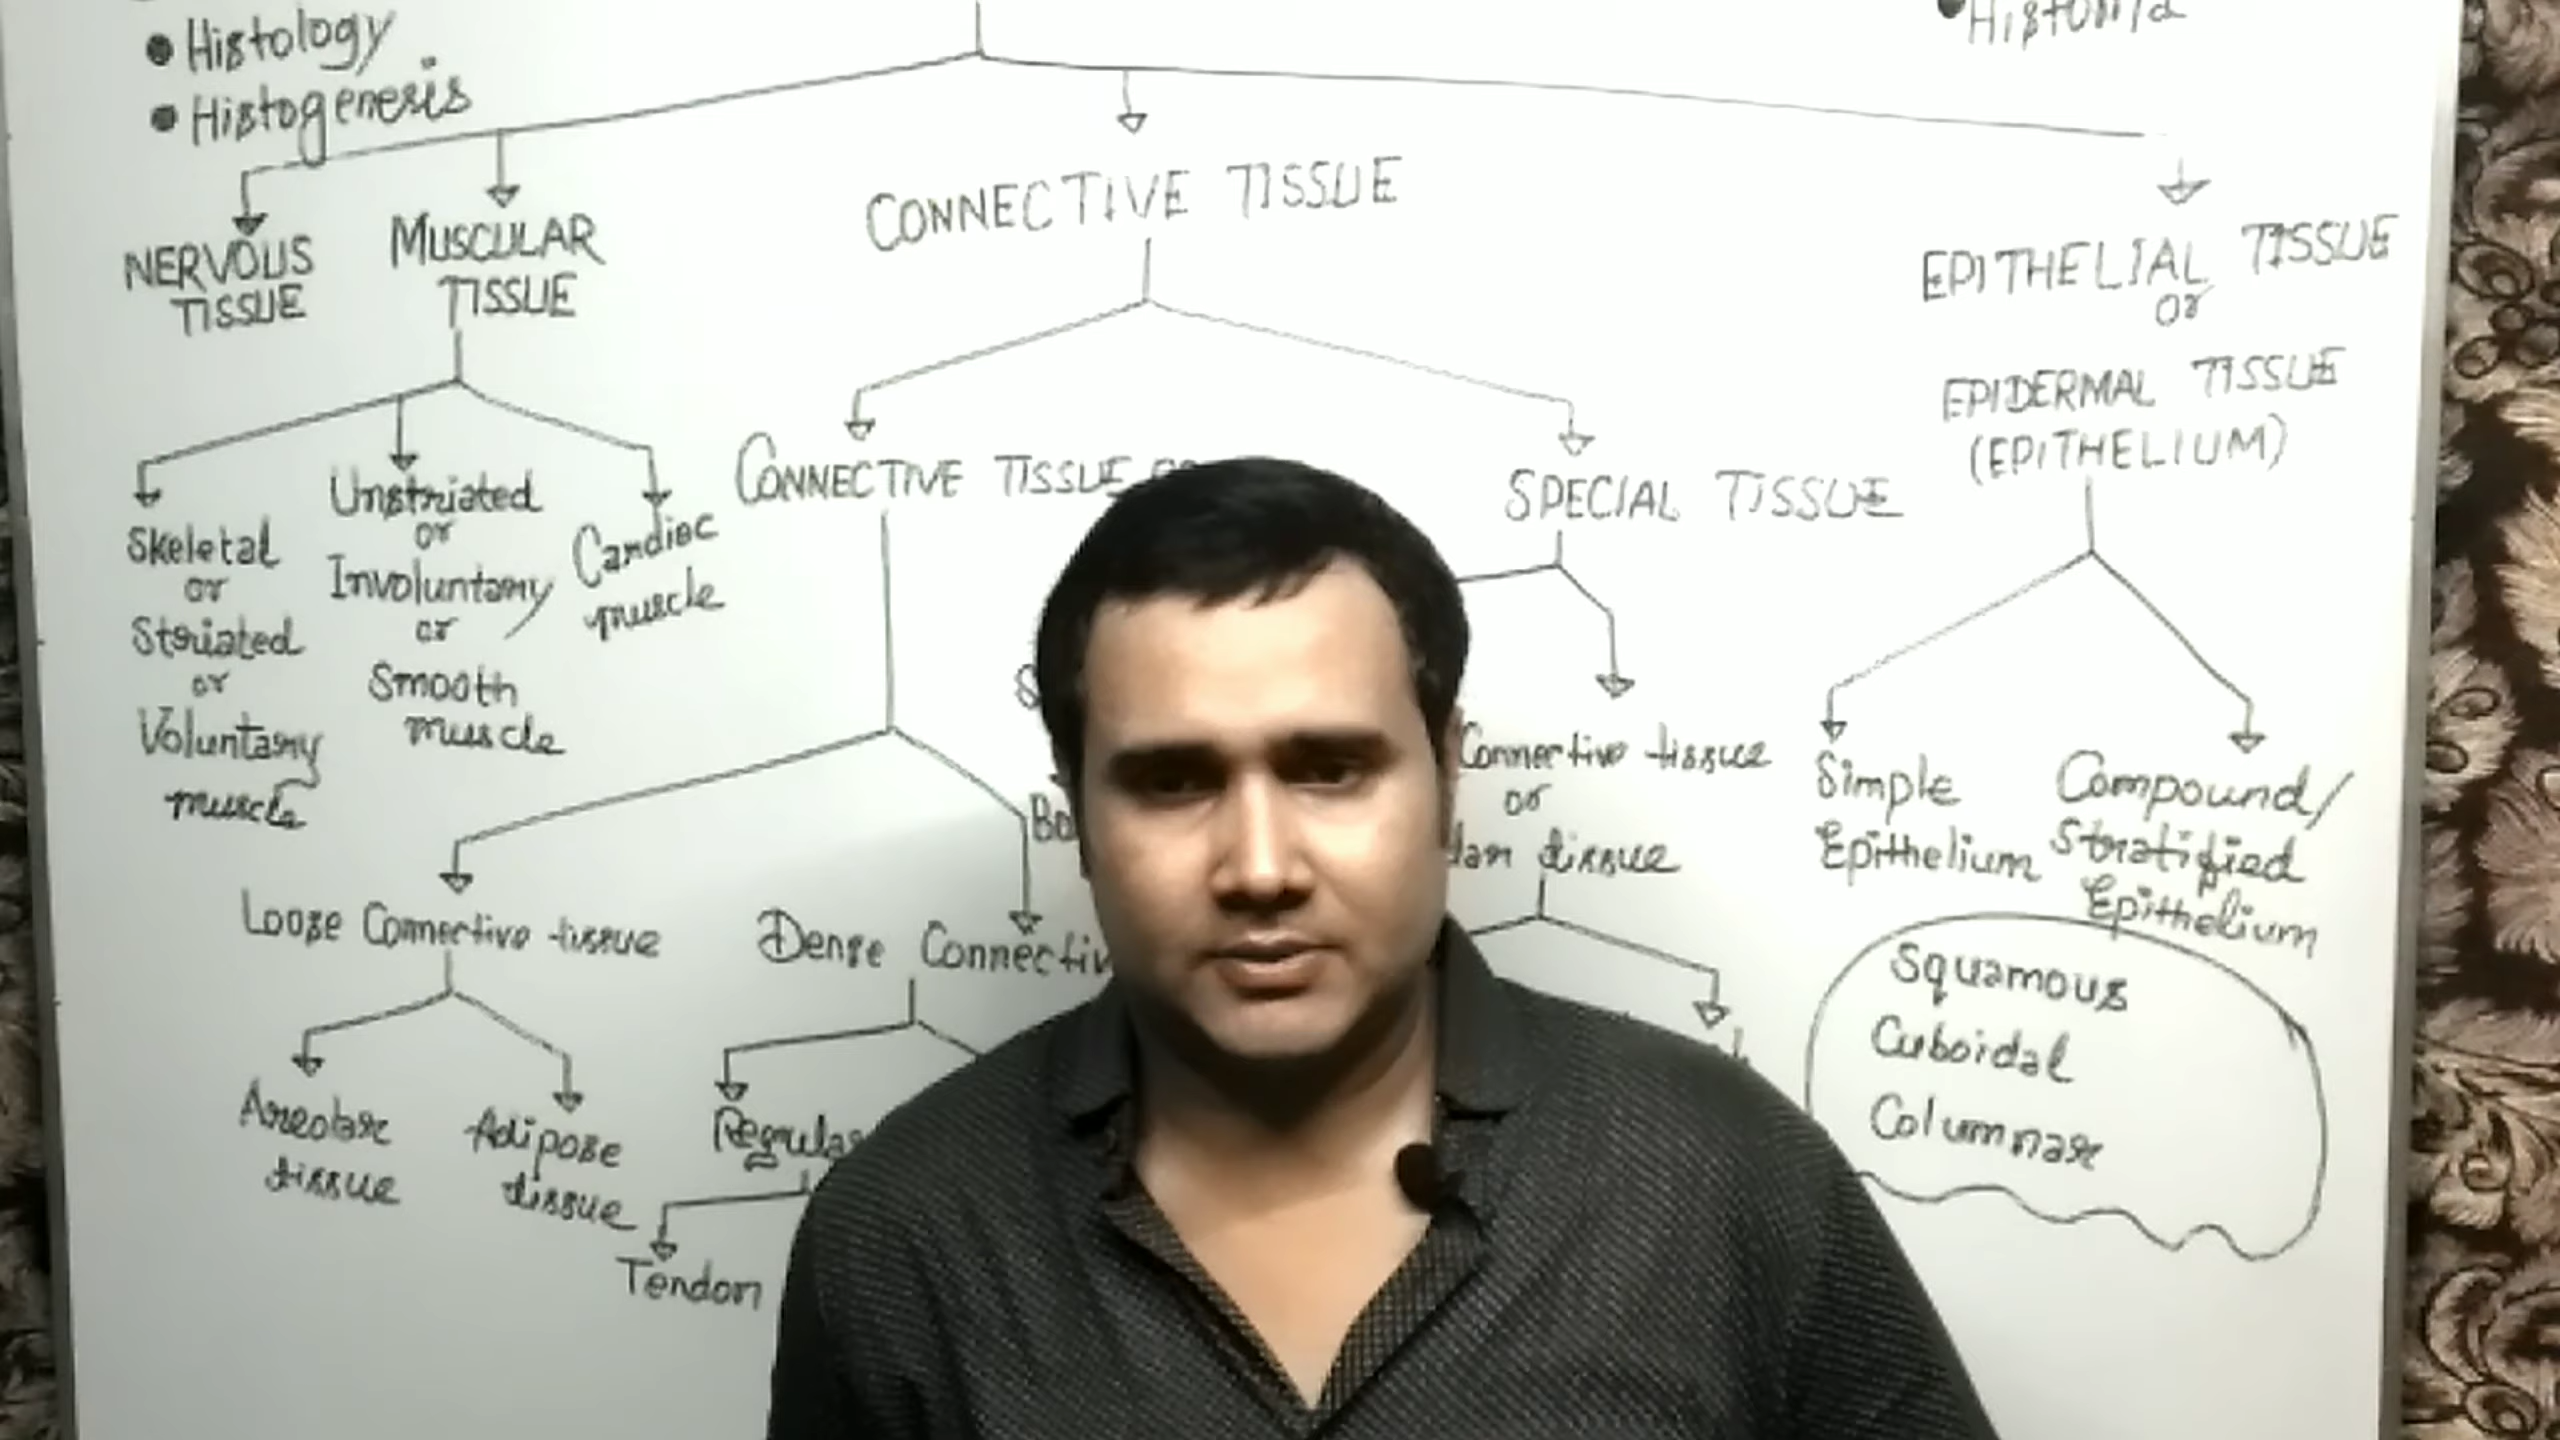 Histology
Histogenesis
NERVOUS
TISSUE
MUSCULAR
TISSUE
CONNECTIVE TISSUE
EPITHELIAL TISSUE
or
EPIDERMAL TISSUE
(EPITHELIUM)
Skeletal
or
Striated
or
Voluntary
muscle
Unstriated
or
Involuntary
or
Smooth
muscle
Cardiac
muscle
CONNECTIVE TISSUE
SPECIAL TISSUE
Connective tissue
or
tissue
Simple
Epithelium
Compound/
Stratified
Epithelium
Loose Connective tissue
Dense
Areolar
tissue
Adipose
tissue
Tendon
Squamous
Cuboidal
Columnar